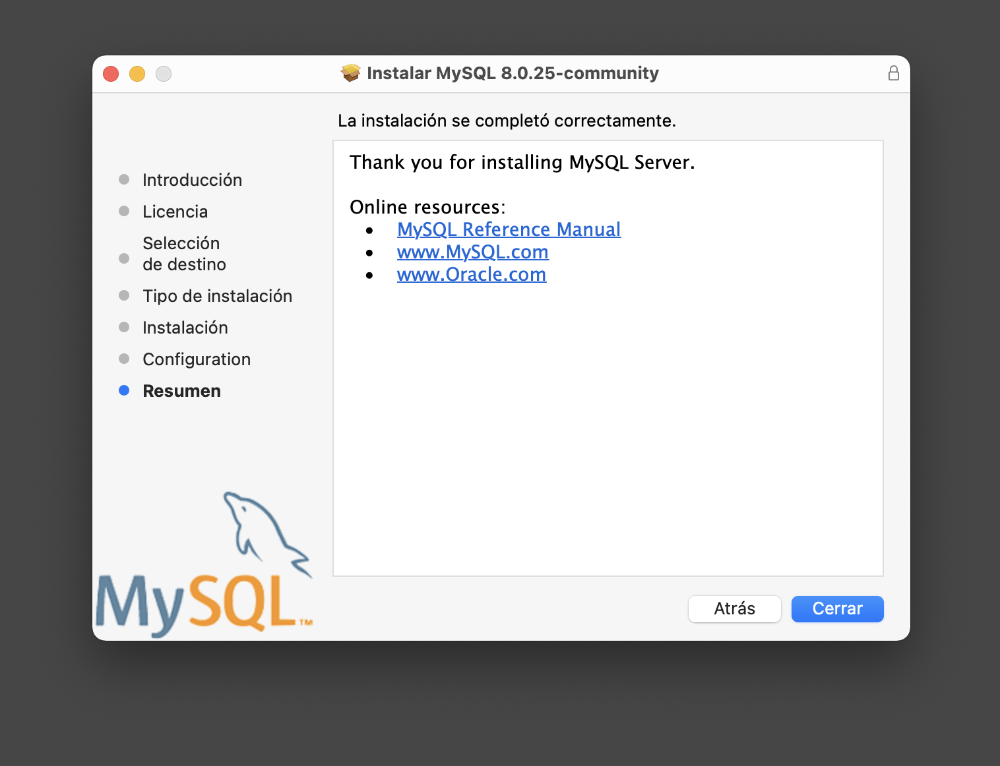 Instalar MySQL 8.0.25-community
La instalación se completó correctamente.
Introducción
Licencia
Selección
de destino
Tipo de instalación
Instalación
Configuration
Resumen
Thank you for installing MySQL Server.
Online resources:
• MySQL Reference Manual
• www.MySQL.com
• www.Oracle.com
MySQL™
Atrás
Cerrar